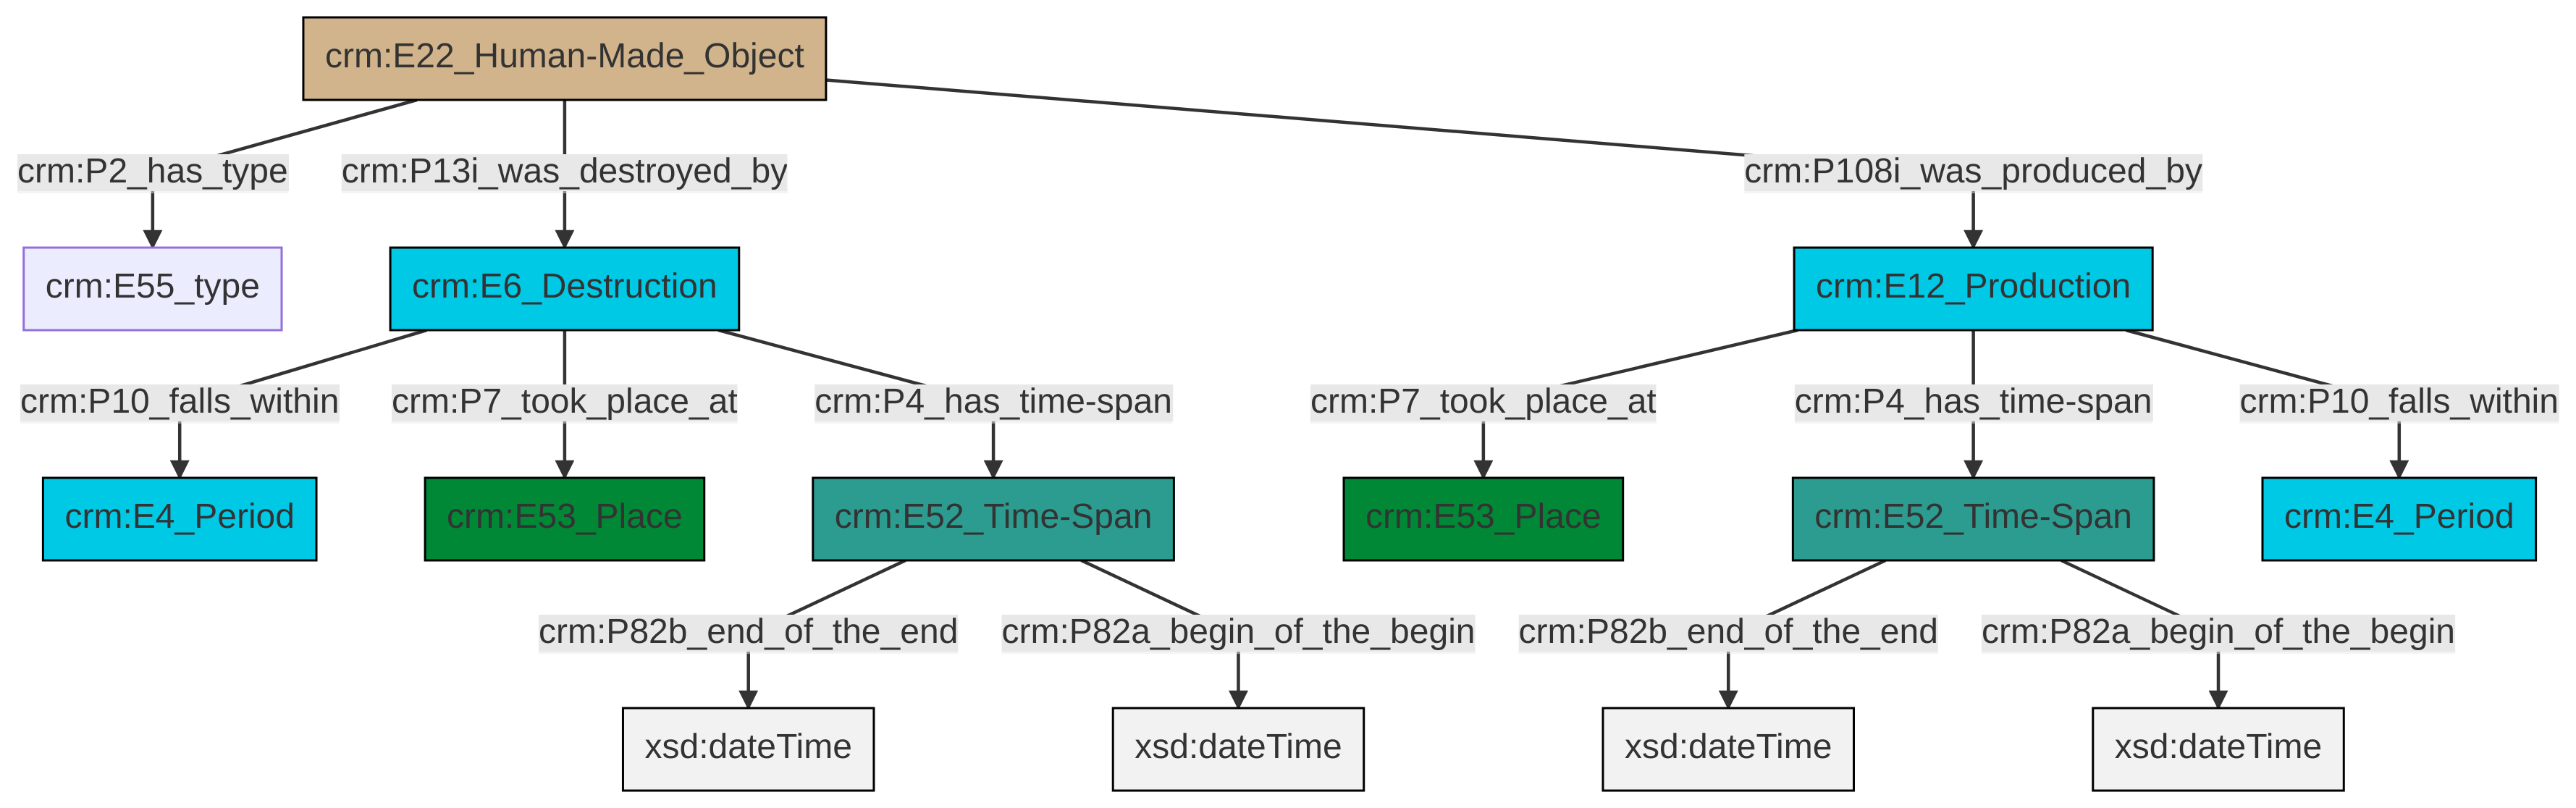 crm:E22_Human-Made_Object
crm:P2_has_type
crm:P13i_was_destroyed_by
crm:P108i_was_produced_by
crm:E55_type
crm:E6_Destruction
crm:E12_Production
crm:P10_falls_within
crm:P7_took_place_at
crm:P4_has_time-span
crm:P7_took_place_at
crm:P4_has_time-span
crm:P10_falls_within
crm:E4_Period
crm:E53_Place
crm:E52_Time-Span
crm:E53_Place
crm:E52_Time-Span
crm:E4_Period
crm:P82b_end_of_the_end
crm:P82a_begin_of_the_begin
crm:P82b_end_of_the_end
crm:P82a_begin_of_the_begin
xsd:dateTime
xsd:dateTime
xsd:dateTime
xsd:dateTime